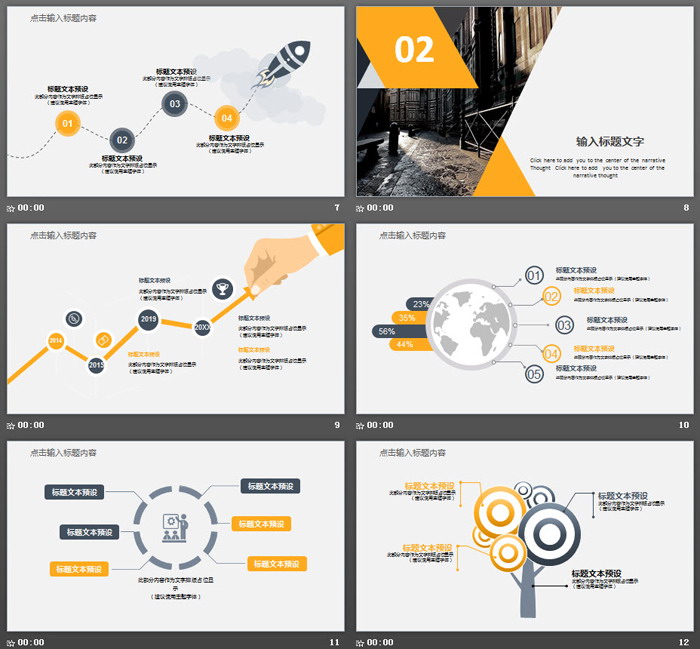 点击输入标题内容
标题文本预设
此部分内容作为文字排版占位显示
（建议使用主题字体）
01
标题文本预设
此部分内容作为文字排版占位显示
（建议使用主题字体）
03
02
标题文本预设
此部分内容作为文字排版占位显示
（建议使用主题字体）
04
标题文本预设
此部分内容作为文字排版占位显示
（建议使用主题字体）
00:00
7
02
输入标题文字
Click here to add you to the center of the narrative
Thought Click here to add you to the center of the
narrative thought
00:00
8
点击输入标题内容
标题文本预设
此部分内容作为文字排版占位显示
（建议使用主题字体）
2014
2015
2019
20XX
标题文本预设
此部分内容作为文字排版占位显示
（建议使用主题字体）
标题文本预设
此部分内容作为文字排版占位显示
（建议使用主题字体）
标题文本预设
此部分内容作为文字排版占位显示
（建议使用主题字体）
00:00
9
点击输入标题内容
23%
35%
56%
44%
01
标题文本预设
此部分内容作为文字排版占位显示（建议使用主题字体）
02
标题文本预设
此部分内容作为文字排版占位显示（建议使用主题字体）
03
标题文本预设
此部分内容作为文字排版占位显示（建议使用主题字体）
04
标题文本预设
此部分内容作为文字排版占位显示（建议使用主题字体）
05
标题文本预设
此部分内容作为文字排版占位显示（建议使用主题字体）
00:00
10
点击输入标题内容
标题文本预设
标题文本预设
标题文本预设
标题文本预设
标题文本预设
标题文本预设
此部分内容作为文字排版占位显
示
（建议使用主题字体）
00:00
11
点击输入标题内容
标题文本预设
此部分内容作为文字排版占位显示
（建议使用主题字体）
标题文本预设
此部分内容作为文字排版占位显示
（建议使用主题字体）
标题文本预设
此部分内容作为文字排版占位显示
（建议使用主题字体）
标题文本预设
此部分内容作为文字排版占位显示
（建议使用主题字体）
00:00
12